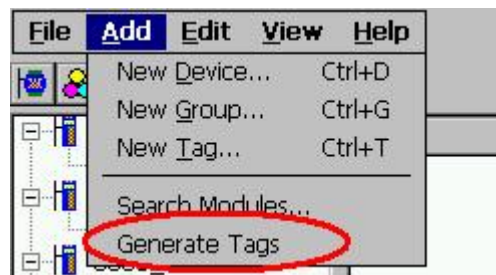 File Add Edit View Help
New Device... Ctrl+D
New Group... Ctrl+G
New Tag... Ctrl+T
Search Modules...
Generate Tags